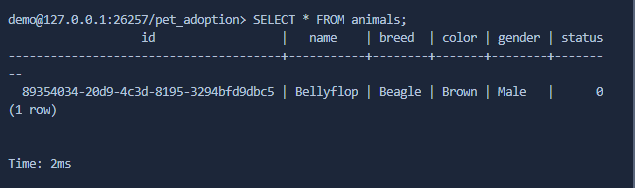 demo@127.0.0.1:26257/pet_adoption> SELECT * FROM animals;
                   id                  |   name    | breed  | color | gender | status
---------------------------------------+-----------+--------+-------+--------+-------
--
  89354034-20d9-4c3d-8195-3294bfd9dbc5 | Bellyflop | Beagle | Brown | Male   |      0
(1 row)
Time: 2ms